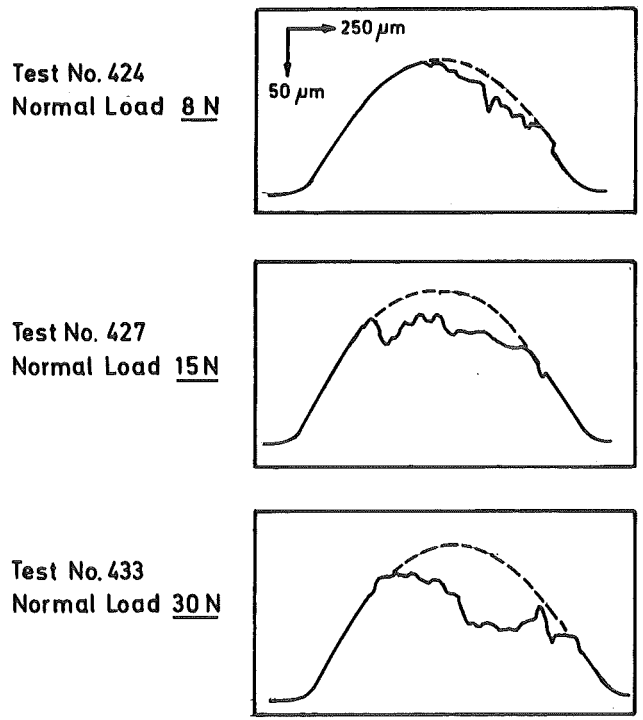 Test No. 424
Normal Load 8 N
250 µm
50 µm
Test No. 427
Normal Load 15 N
Test No. 433
Normal Load 30 N